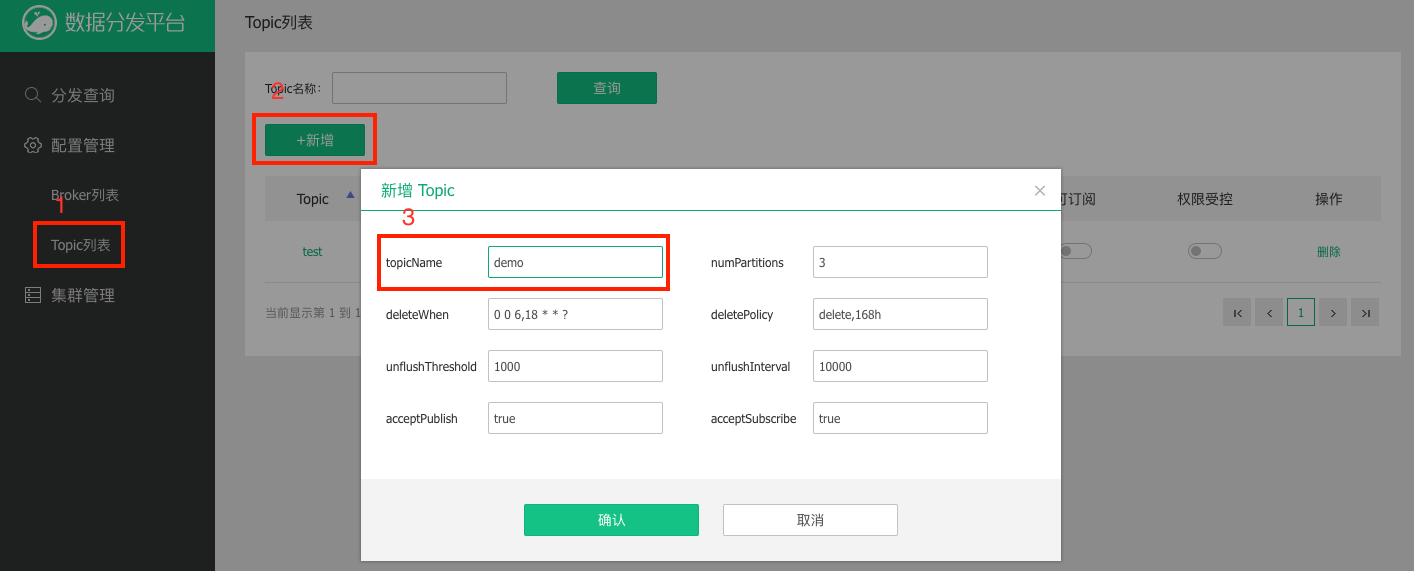 数据分发平台
Topic列表
分发查询
配置管理
Broker列表
1
Topic列表
集群管理
Topic名称：
2
查询
+新增
Topic
可订阅
权限受控
操作
test
删除
当前显示第 1 到 1
1
新增 Topic
×
3
topicName
demo
numPartitions
3
deleteWhen
0 0 6,18 * * ?
deletePolicy
delete,168h
unflushThreshold
1000
unflushInterval
10000
acceptPublish
true
acceptSubscribe
true
确认
取消